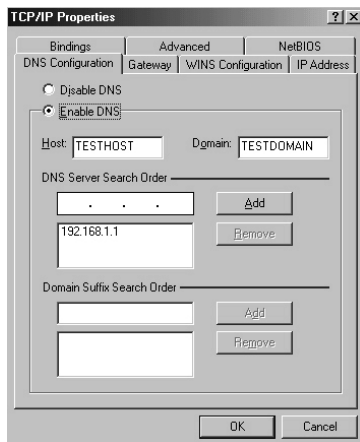 TCP/IP Properties
Bindings Advanced NetBIOS
DNS Configuration Gateway WINS Configuration IP Address
Disable DNS
Enable DNS
Host: TESTHOST Domain: TESTDOMAIN
DNS Server Search Order
. . . Add
192.168.1.1 Remove
Domain Suffix Search Order
Add
Remove
OK Cancel